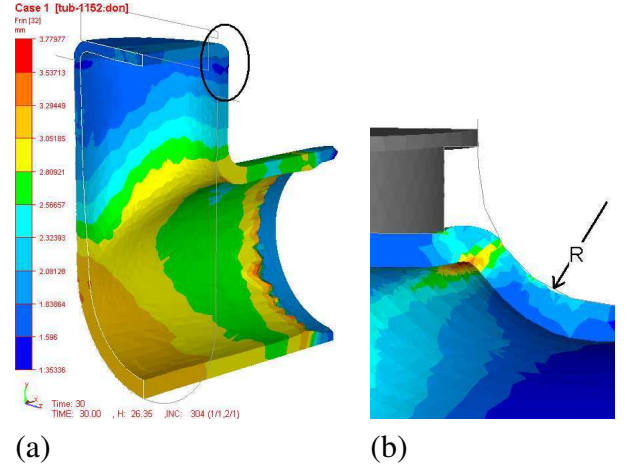 Case 1 [tub-1152.don]
Frin [32]
mm
3.77977
3.53713
3.29449
3.05185
2.80921
2.56657
2.32393
2.08128
1.83864
1.596
1.35336
Time: 30
TIME: 30.00 , H: 26.35 ,INC: 304 (1/1,2/1)
R
(a)
(b)